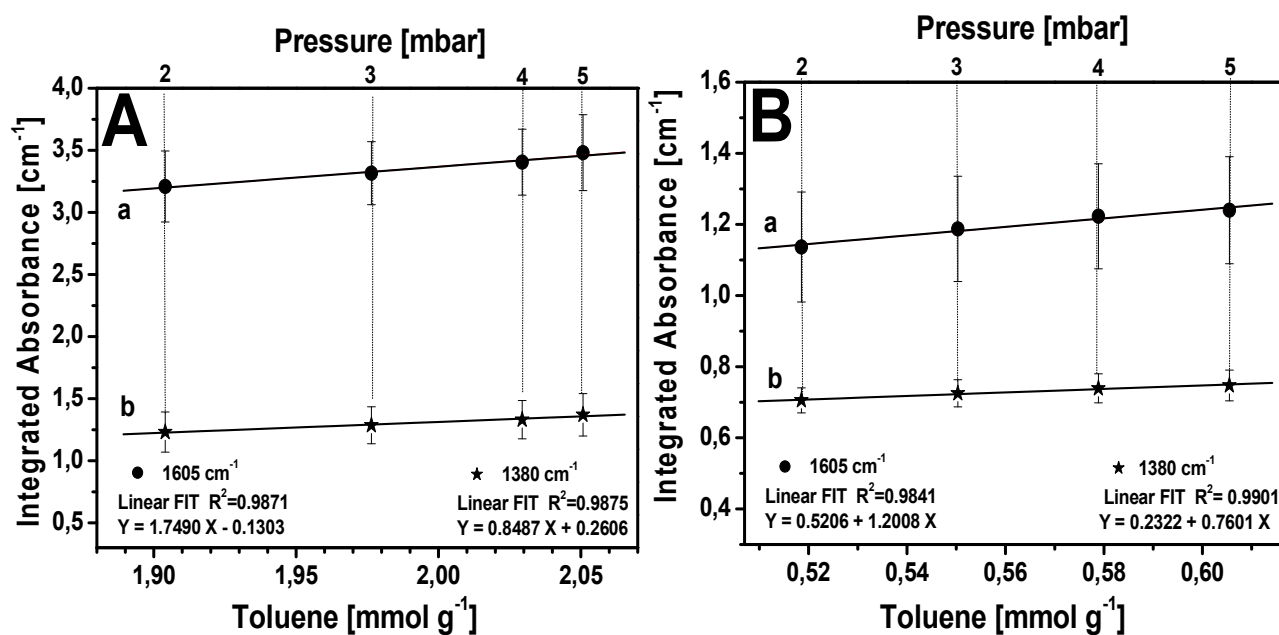 Pressure [mbar]
2 3 4 5
A
Integrated Absorbance [cm⁻¹]
4,0
3,5
3,0
2,5
2,0
1,5
1,0
0,5
a
b
● 1605 cm⁻¹
Linear FIT R²=0.9871
Y = 1.7490 X - 0.1303
★ 1380 cm⁻¹
Linear FIT R²=0.9875
Y = 0.8487 X + 0.2606
1,90 1,95 2,00 2,05
Toluene [mmol g⁻¹]
Pressure [mbar]
2 3 4 5
B
Integrated Absorbance [cm⁻¹]
1,6
1,4
1,2
1,0
0,8
0,6
0,4
a
b
● 1605 cm⁻¹
Linear FIT R²=0.9841
Y = 0.5206 + 1.2008 X
★ 1380 cm⁻¹
Linear FIT R²= 0.9901
Y = 0.2322 + 0.7601 X
0,52 0,54 0,56 0,58 0,60
Toluene [mmol g⁻¹]